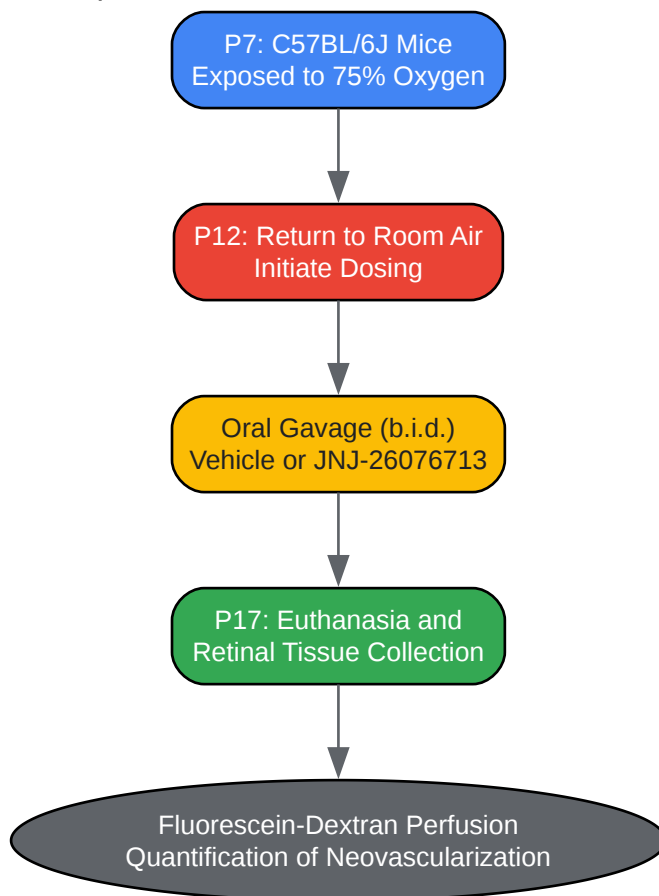 P7: C57BL/6J Mice
Exposed to 75% Oxygen
P12: Return to Room Air
Initiate Dosing
Oral Gavage (b.i.d.)
Vehicle or JNJ-26076713
P17: Euthanasia and
Retinal Tissue Collection
Fluorescein-Dextran Perfusion
Quantification of Neovascularization